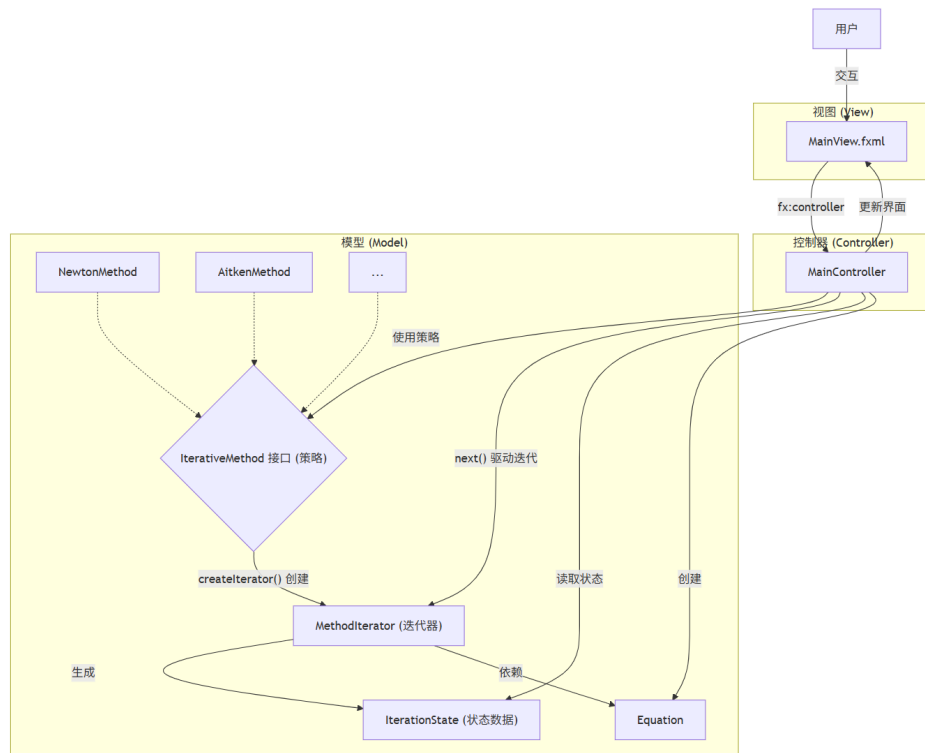 用户
交互
视图 (View)
MainView.fxml
fx:controller
更新界面
模型 (Model)
控制器 (Controller)
NewtonMethod
AitkenMethod
...
MainController
使用策略
IterativeMethod 接口 (策略)
next() 驱动迭代
createIterator() 创建
读取状态
创建
MethodIterator (迭代器)
生成
依赖
IterationState (状态数据)
Equation